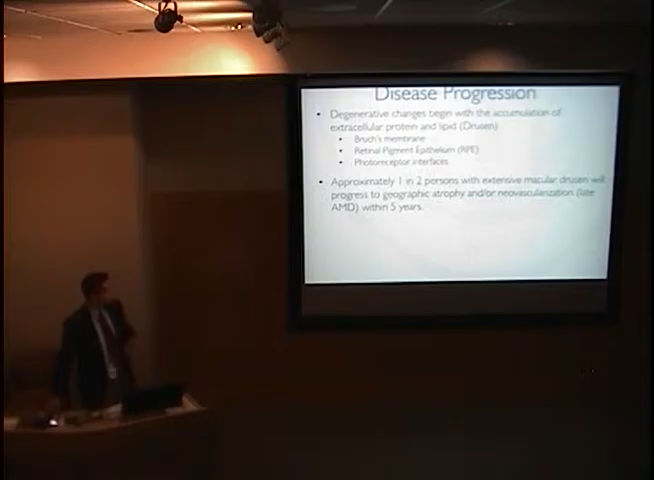 Disease Progression
• Degenerative changes begin with the accumulation of
extracellular protein and lipid (Drusen)
• Bruch's membrane
• Retinal Pigment Epithelium (RPE)
• Photoreceptor interfaces
• Approximately 1 in 2 persons with extensive macular drusen will
progress to geographic atrophy and/or neovascularization (late
AMD) within 5 years.